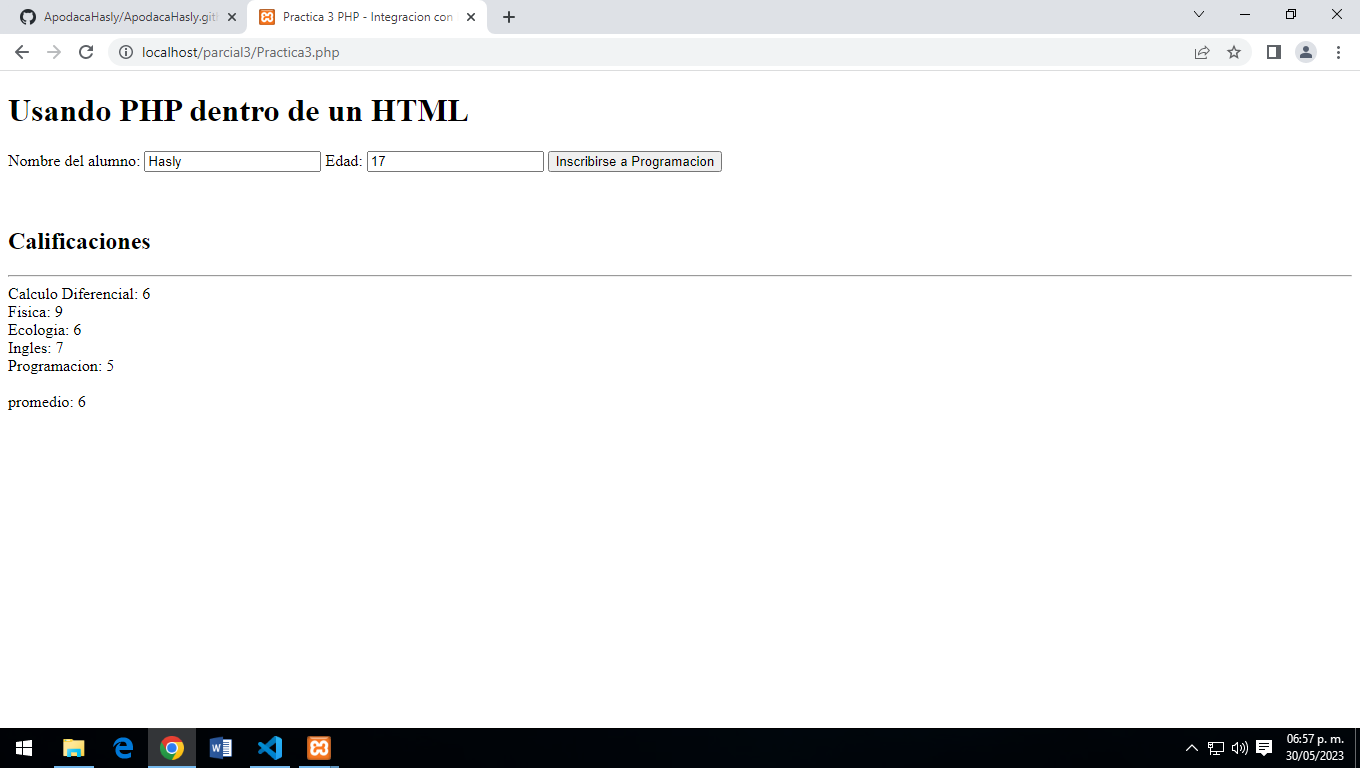 ApodacaHasly/ApodacaHasly.gith
Practica 3 PHP - Integracion con
localhost/parcial3/Practica3.php
Usando PHP dentro de un HTML
Nombre del alumno: Hasly Edad: 17 Inscribirse a Programacion
Calificaciones
Calculo Diferencial: 6
Fisica: 9
Ecologia: 6
Ingles: 7
Programacion: 5
promedio: 6
06:57 p. m.
30/05/2023